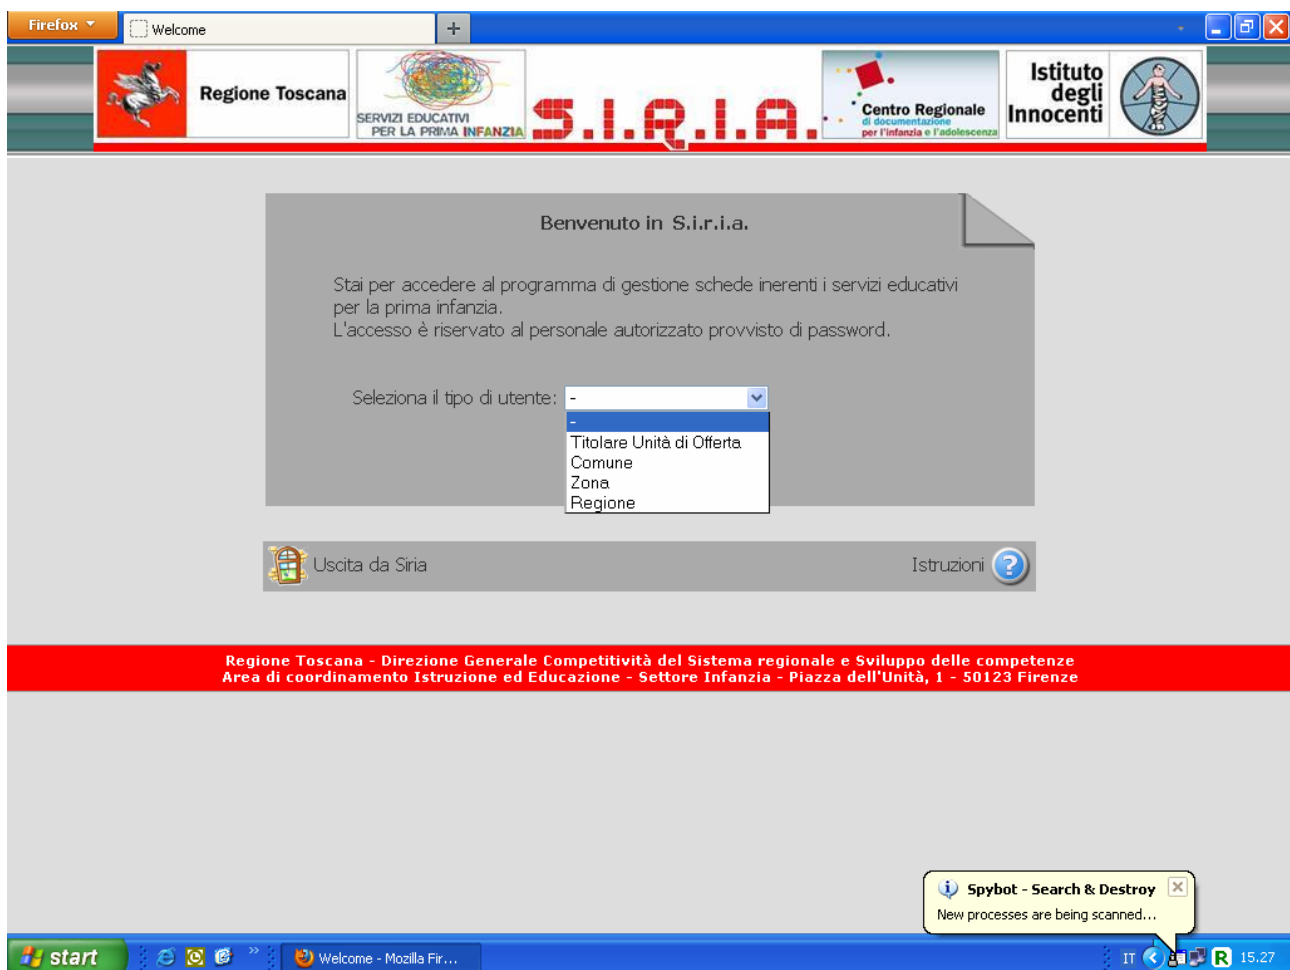 Firefox
Welcome
+
Regione Toscana
SERVIZI EDUCATIVI
PER LA PRIMA INFANZIA
S.I.R.I.A.
Centro Regionale
di documentazione
per l'infanzia e l'adolescenza
Istituto
degli
Innocenti
Benvenuto in S.i.r.i.a.
Stai per accedere al programma di gestione schede inerenti i servizi educativi
per la prima infanzia.
L'accesso è riservato al personale autorizzato provvisto di password.
Seleziona il tipo di utente: -
-
Titolare Unità di Offerta
Comune
Zona
Regione
Uscita da Siria
Istruzioni ?
Regione Toscana - Direzione Generale Competitività del Sistema regionale e Sviluppo delle competenze
Area di coordinamento Istruzione ed Educazione - Settore Infanzia - Piazza dell'Unità, 1 - 50123 Firenze
Spybot - Search & Destroy
New processes are being scanned...
start
Welcome - Mozilla Fir...
IT
R
15.27